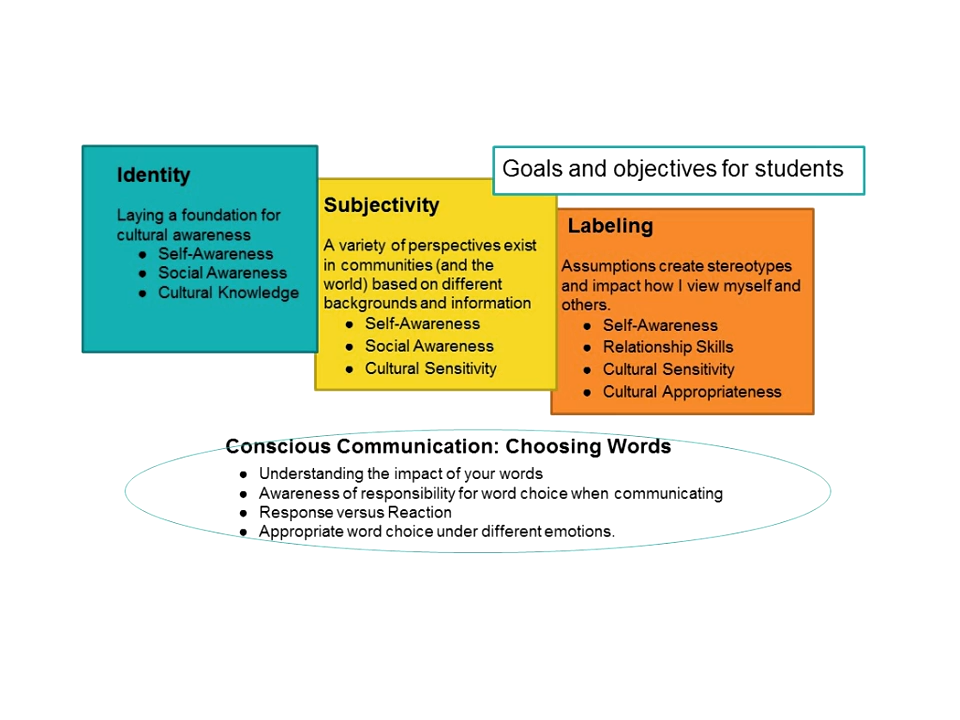 Goals and objectives for students
Identity
Laying a foundation for
cultural awareness
● Self-Awareness
● Social Awareness
● Cultural Knowledge
Subjectivity
A variety of perspectives exist
in communities (and the
world) based on different
backgrounds and information
● Self-Awareness
● Social Awareness
● Cultural Sensitivity
Labeling
Assumptions create stereotypes
and impact how I view myself and
others.
● Self-Awareness
● Relationship Skills
● Cultural Sensitivity
● Cultural Appropriateness
Conscious Communication: Choosing Words
● Understanding the impact of your words
● Awareness of responsibility for word choice when communicating
● Response versus Reaction
● Appropriate word choice under different emotions.